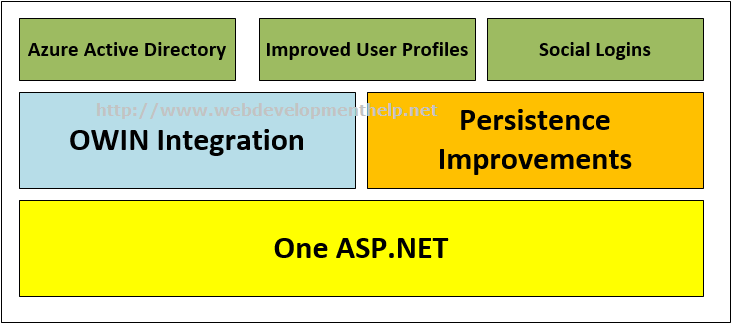 Azure Active Directory
Improved User Profiles
Social Logins
http://www.webdevelopmenthelp.net
OWIN Integration
Persistence
Improvements
One ASP.NET